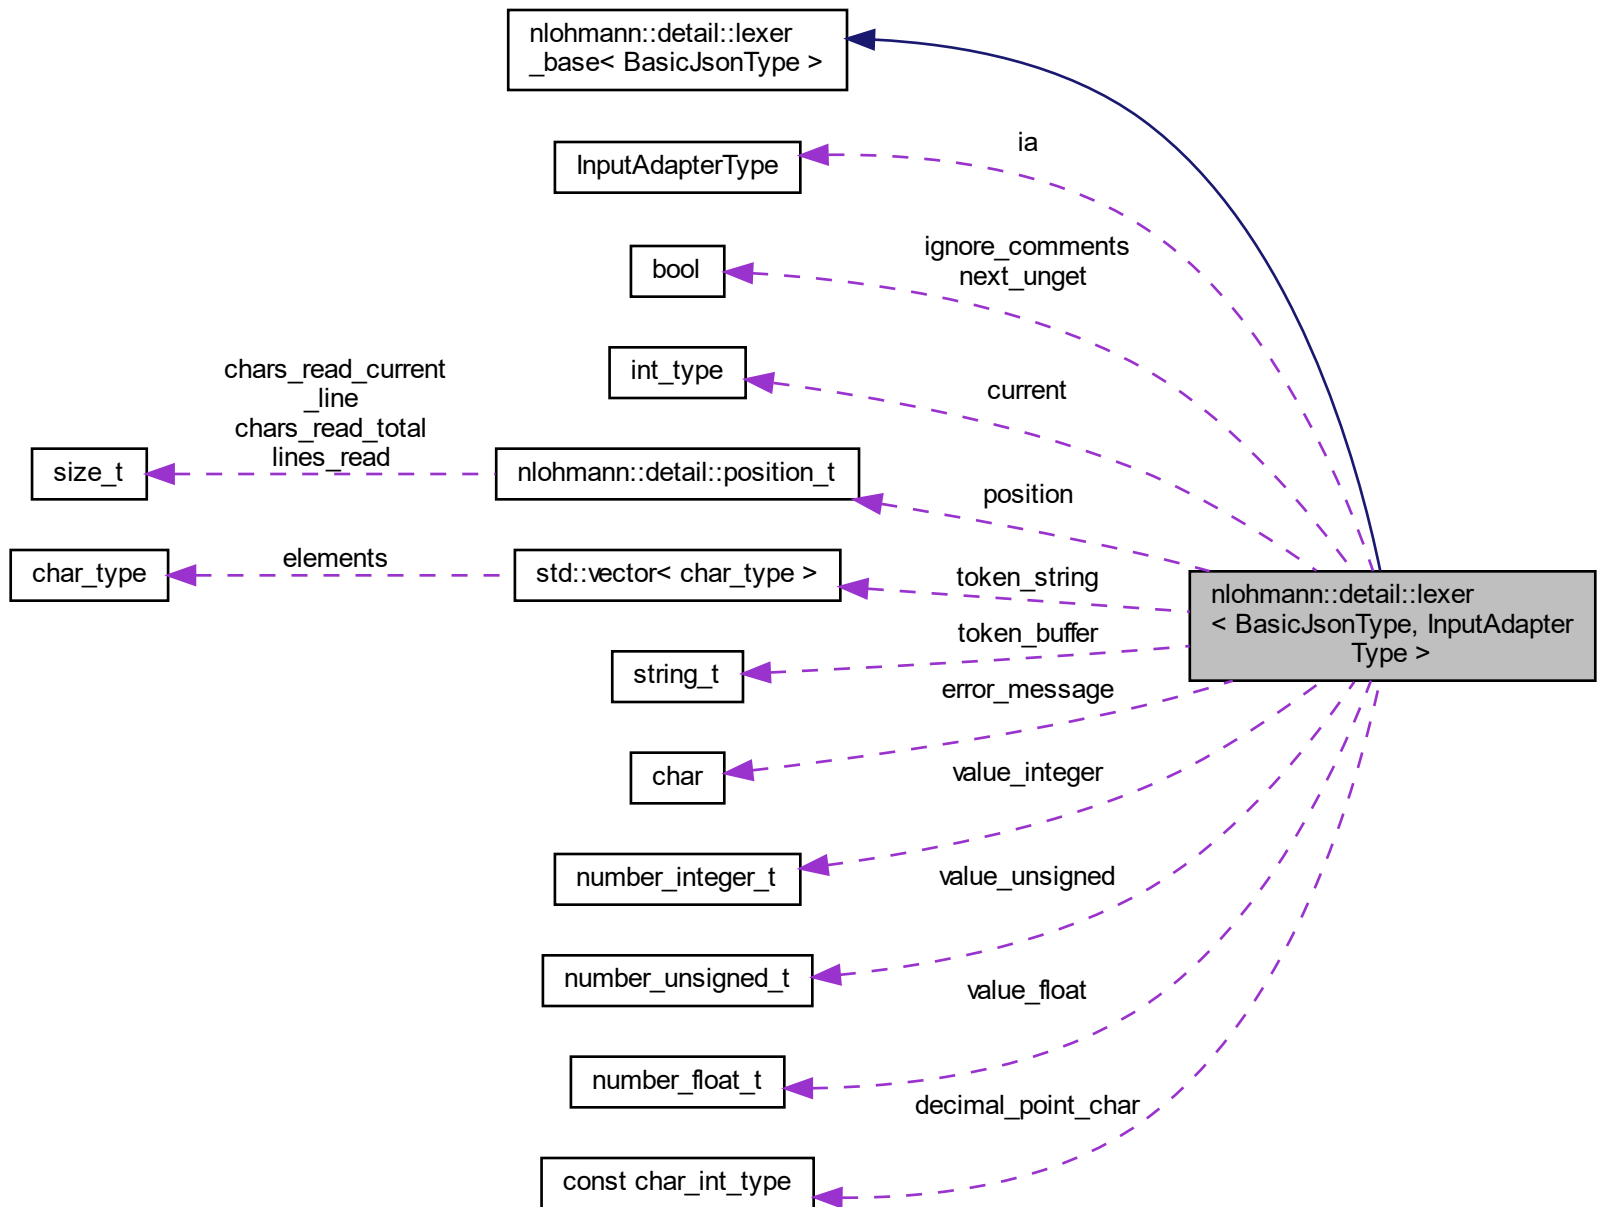 nlohmann::detail::lexer
_base< BasicJsonType >
ia
InputAdapterType
ignore_comments
next_unget
bool
int_type
current
chars_read_current
_line
chars_read_total
lines_read
size_t
nlohmann::detail::position_t
position
char_type
elements
std::vector< char_type >
token_string
nlohmann::detail::lexer
< BasicJsonType, InputAdapter
Type >
token_buffer
string_t
error_message
char
value_integer
number_integer_t
value_unsigned
number_unsigned_t
value_float
number_float_t
decimal_point_char
const char_int_type